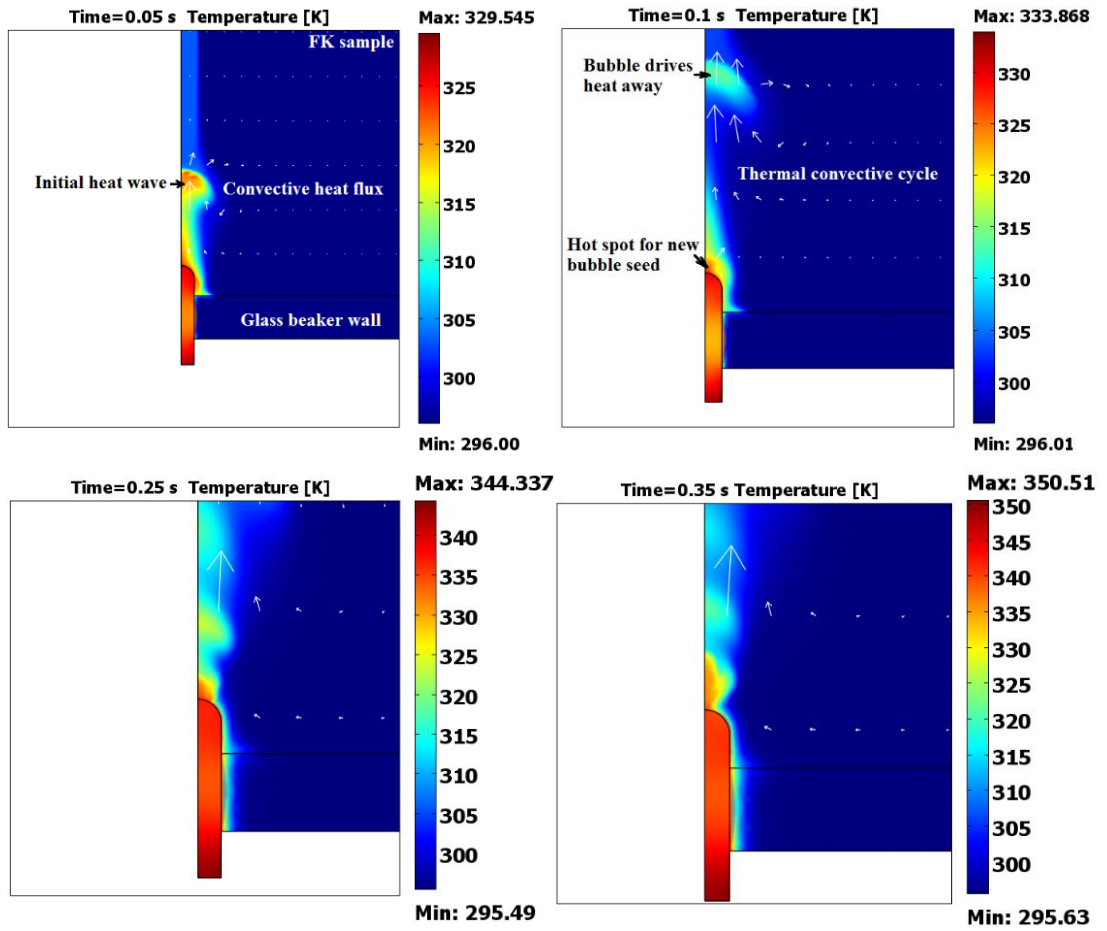 Time=0.05 s Temperature [K]
Max: 329.545
FK sample
Initial heat wave
Convective heat flux
Glass beaker wall
325
320
315
310
305
300
Min: 296.00
Time=0.1 s Temperature [K]
Max: 333.868
Bubble drives
heat away
Thermal convective cycle
Hot spot for new
bubble seed
330
325
320
315
310
305
300
Min: 296.01
Time=0.25 s Temperature [K]
Max: 344.337
340
335
330
325
320
315
310
305
300
Min: 295.49
Time=0.35 s Temperature [K]
Max: 350.51
350
345
340
335
330
325
320
315
310
305
300
Min: 295.63